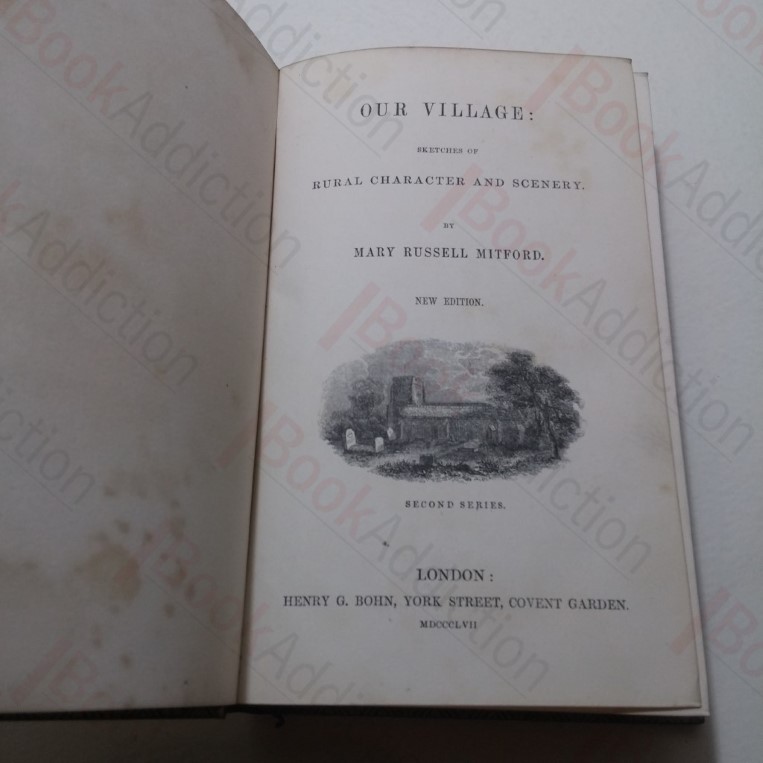 OUR VILLAGE:
SKETCHES OF
RURAL CHARACTER AND SCENERY.
BY
MARY RUSSELL MITFORD.
NEW EDITION.
SECOND SERIES.
LONDON:
HENRY G. BOHN, YORK STREET, COVENT GARDEN.
MDCCCLVII
BookAddiction